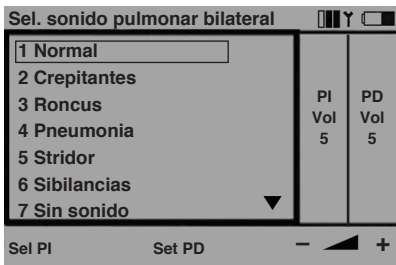 Sel. sonido pulmonar bilateral
1 Normal
2 Crepitantes
3 Roncus
4 Pneumonia
5 Stridor
6 Sibilancias
7 Sin sonido
PI
Vol
5
PD
Vol
5
Sel PI Set PD - +